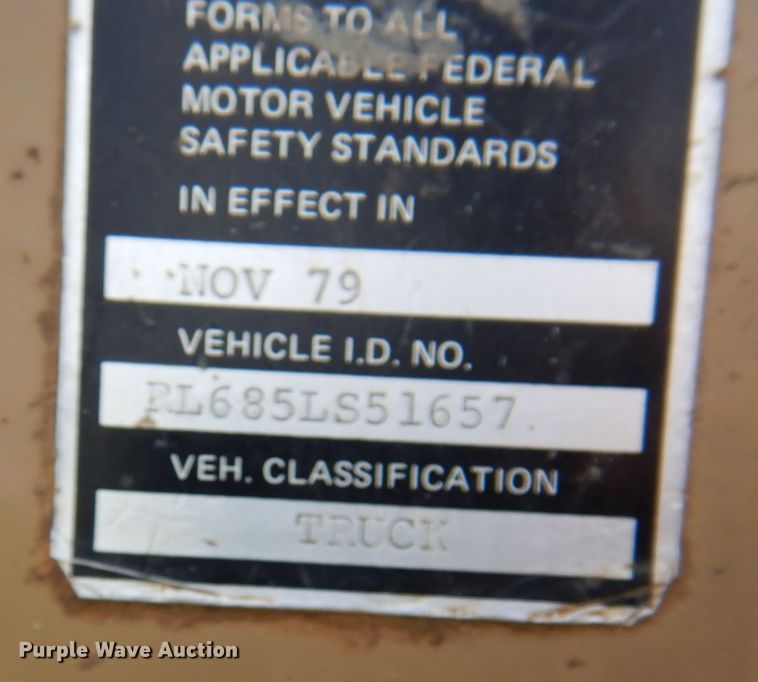 FORMS TO ALL
APPLICABLE FEDERAL
MOTOR VEHICLE
SAFETY STANDARDS
IN EFFECT IN
NOV 79
VEHICLE I.D. NO.
RL685LS51657
VEH. CLASSIFICATION
TRUCK
Purple Wave Auction